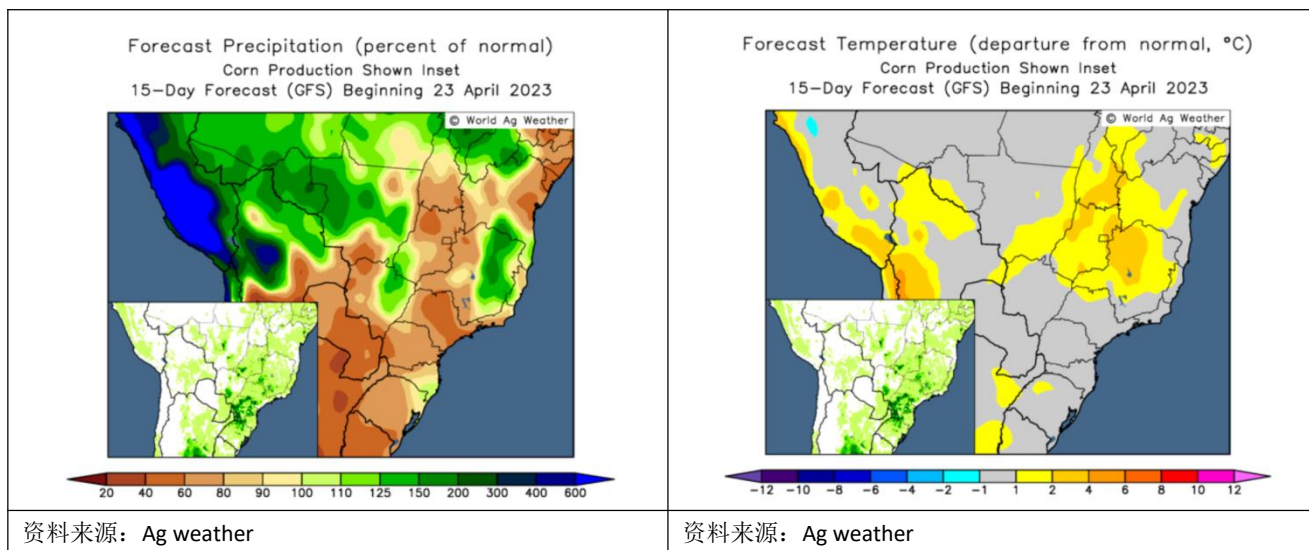 Forecast Precipitation (percent of normal)
Corn Production Shown Inset
15-Day Forecast (GFS) Beginning 23 April 2023
© World Ag Weather
20 40 60 80 90 100 110 125 150 200 300 400 600
资料来源：Ag weather
Forecast Temperature (departure from normal, °C)
Corn Production Shown Inset
15-Day Forecast (GFS) Beginning 23 April 2023
© World Ag Weather
-12 -10 -8 -6 -4 -2 -1 1 2 4 6 8 10 12
资料来源：Ag weather